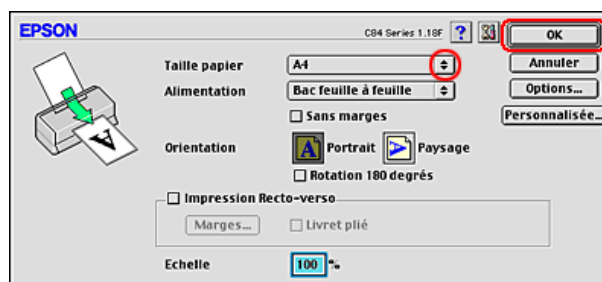 EPSON
C84 Series 1.18F
?
OK
Taille papier
A4
Annuler
Alimentation
Bac feuille à feuille
Options...
Sans marges
Personnalisée...
Orientation
A Portrait
A Paysage
Rotation 180 degrés
Impression Recto-verso
Marges...
Livret plié
Echelle
100 %
A